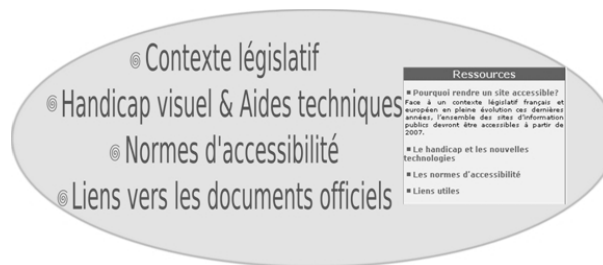 Contexte législatif
Handicap visuel & Aides techniques
Normes d'accessibilité
Liens vers les documents officiels
Ressources
Pourquoi rendre un site accessible?
Face à un contexte législatif français et
européen en pleine évolution ces dernières
années, l'ensemble des sites d'information
publics devront être accessibles à partir de
2007.
Le handicap et les nouvelles
technologies
Les normes d'accessibilité
Liens utiles